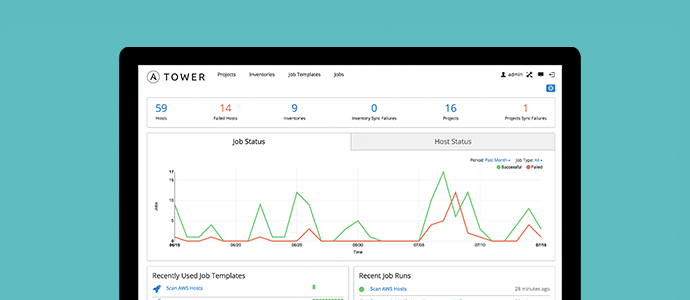 A TOWER Projects Inventories Job Templates Jobs admin
59 14 9 0 16 1
Hosts Failed Hosts Inventories Inventory Sync Failures Projects Projects Sync Failures
Job Status Host Status
Period: Past Month Job Type: All
Successful Failed
17
15
10
5
0
Jobs
06/15 06/20 06/25 06/30 07/05 07/10 07/15
Time
Recently Used Job Templates Recent Job Runs
Scan AWS Hosts Scan AWS Hosts 28 minutes ago